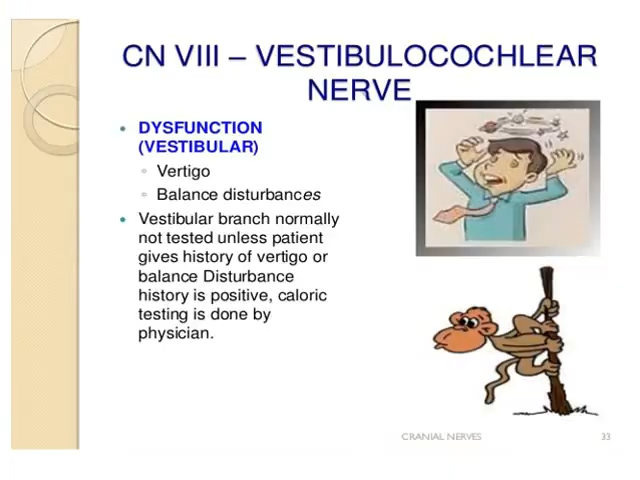 CN VIII – VESTIBULOCOCHLEAR
NERVE
• DYSFUNCTION
(VESTIBULAR)
◦ Vertigo
◦ Balance disturbances
• Vestibular branch normally
not tested unless patient
gives history of vertigo or
balance Disturbance
history is positive, caloric
testing is done by
physician.
CRANIAL NERVES 33